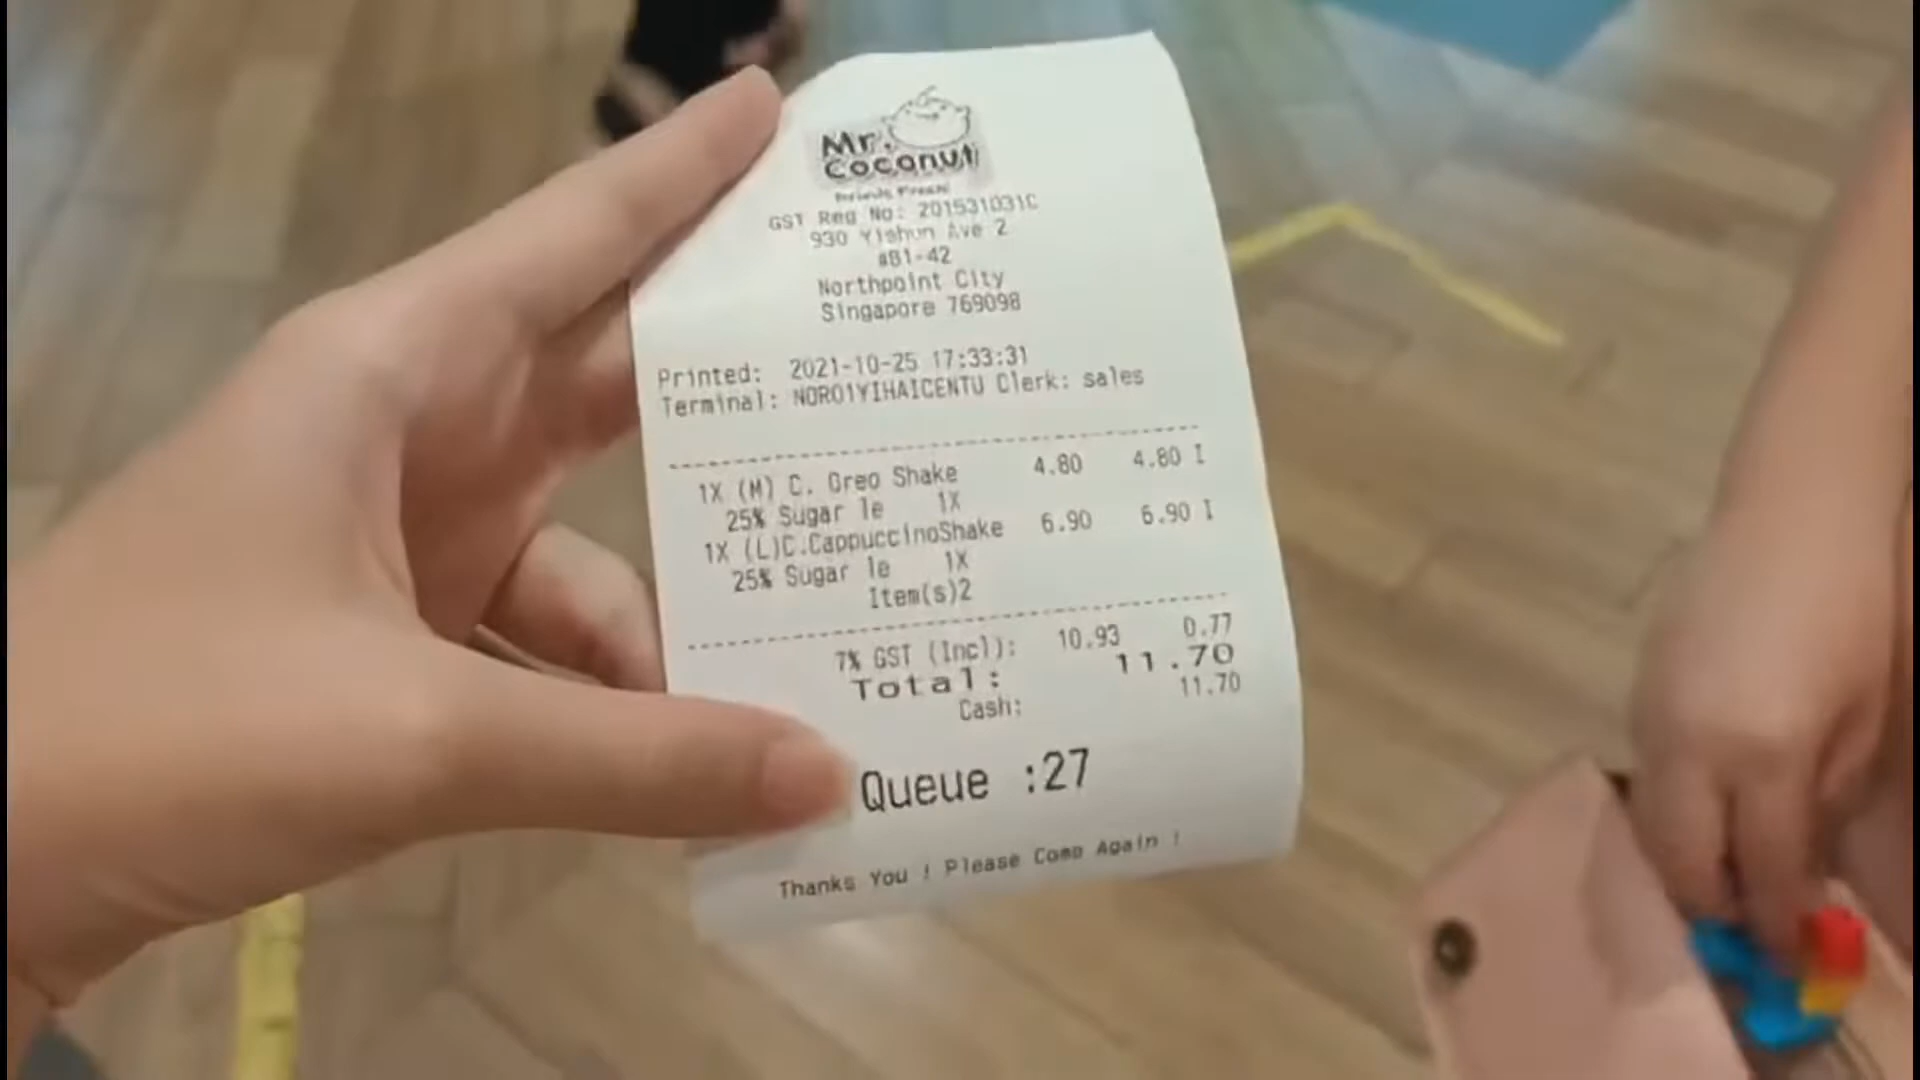 Mr.
Coconut
GST Reg No: 201531031C
930 Yishun Ave 2
#B1-42
Northpoint City
Singapore 769098
Printed: 2021-10-25 17:33:31
Terminal: NORO1YIHAICENTU Clerk: sales
1X (M) C. Oreo Shake 4.80 4.80 I
25% Sugar le 1X
1X (L)C.CappuccinoShake 6.90 6.90 I
25% Sugar le 1X
Item(s)2
7% GST (Incl): 10.93 0.77
Total: 11.70
Cash: 11.70
Queue :27
Thanks You ! Please Come Again !